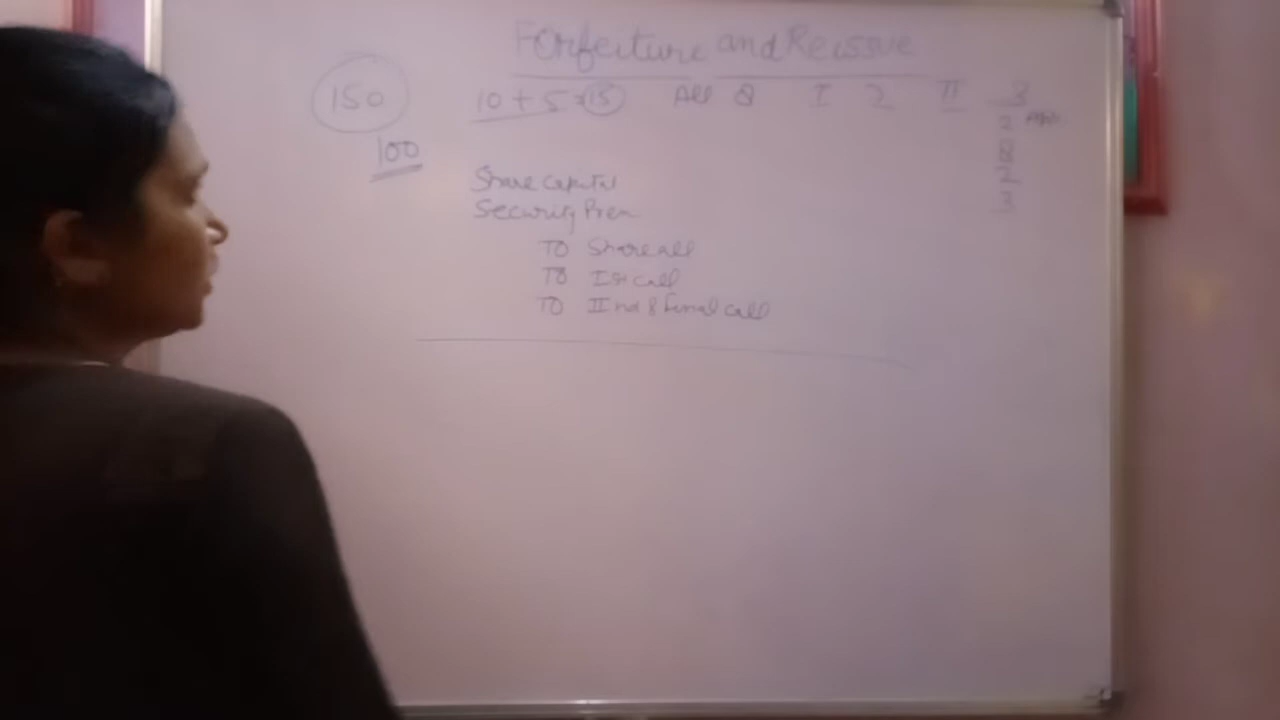 Forfeiture and Reissue
150
10 + 5 = 15 All 8 I 2 II 3
100
2
8
2
3
Share capital
Security Prem
TO Share all
TO Ist call
TO IInd & Final call